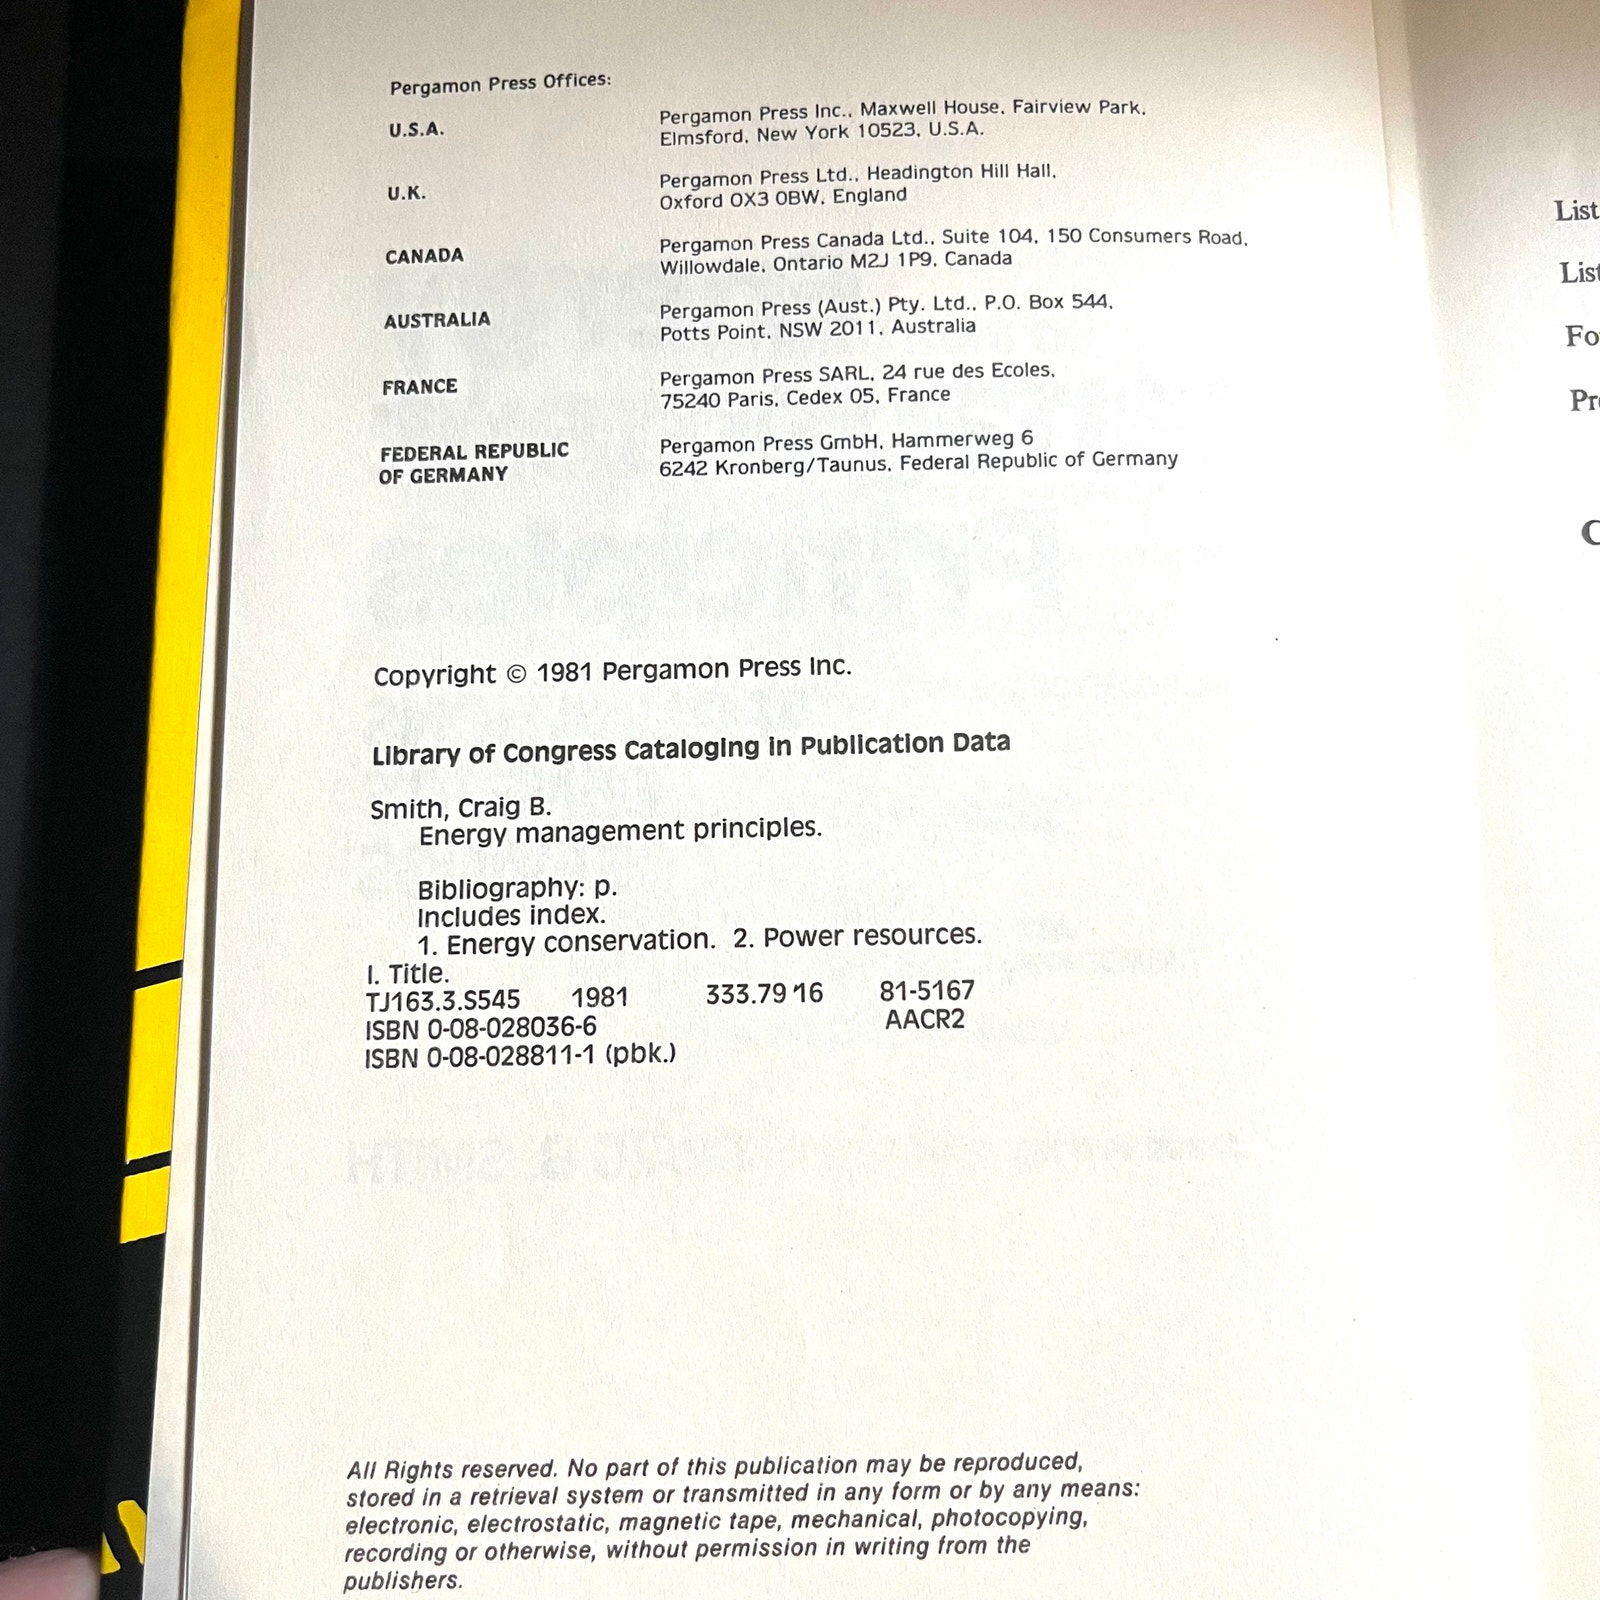 Pergamon Press Offices:
U.S.A. Pergamon Press Inc., Maxwell House, Fairview Park,
Elmsford, New York 10523, U.S.A.
U.K. Pergamon Press Ltd., Headington Hill Hall,
Oxford OX3 0BW, England
CANADA Pergamon Press Canada Ltd., Suite 104, 150 Consumers Road,
Willowdale, Ontario M2J 1P9, Canada
AUSTRALIA Pergamon Press (Aust.) Pty. Ltd., P.O. Box 544,
Potts Point, NSW 2011, Australia
FRANCE Pergamon Press SARL, 24 rue des Ecoles,
75240 Paris, Cedex 05, France
FEDERAL REPUBLIC
OF GERMANY
Pergamon Press GmbH, Hammerweg 6
6242 Kronberg/Taunus, Federal Republic of Germany
Copyright © 1981 Pergamon Press Inc.
Library of Congress Cataloging in Publication Data
Smith, Craig B.
Energy management principles.
Bibliography: p.
Includes index.
1. Energy conservation. 2. Power resources.
I. Title.
TJ163.3.S545 1981 333.79'16 81-5167
ISBN 0-08-028036-6 AACR2
ISBN 0-08-028811-1 (pbk.)
All Rights reserved. No part of this publication may be reproduced,
stored in a retrieval system or transmitted in any form or by any means:
electronic, electrostatic, magnetic tape, mechanical, photocopying,
recording or otherwise, without permission in writing from the
publishers.
List